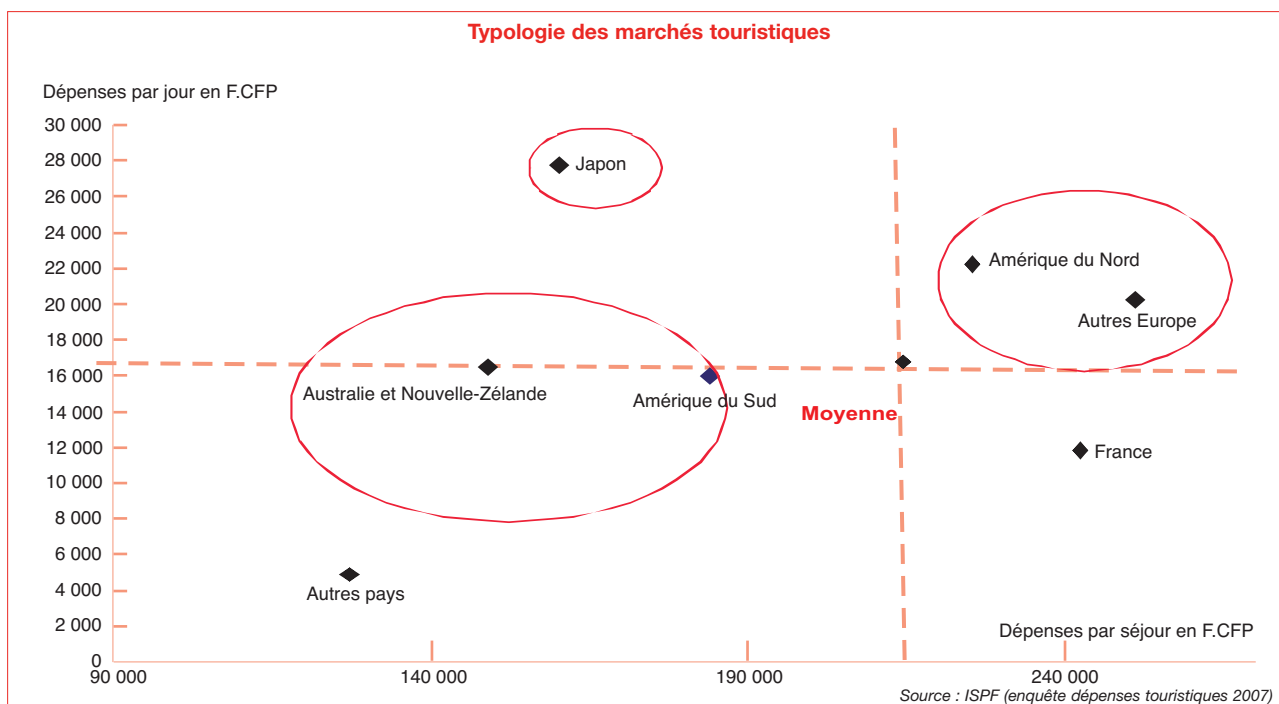 Typologie des marchés touristiques
Dépenses par jour en F.CFP
30 000
28 000
26 000
24 000
22 000
20 000
18 000
16 000
14 000
12 000
10 000
8 000
6 000
4 000
2 000
0
Japon
Amérique du Nord
Autres Europe
Australie et Nouvelle-Zélande
Amérique du Sud
Moyenne
France
Autres pays
Dépenses par séjour en F.CFP
90 000
140 000
190 000
240 000
Source : ISPF (enquête dépenses touristiques 2007)